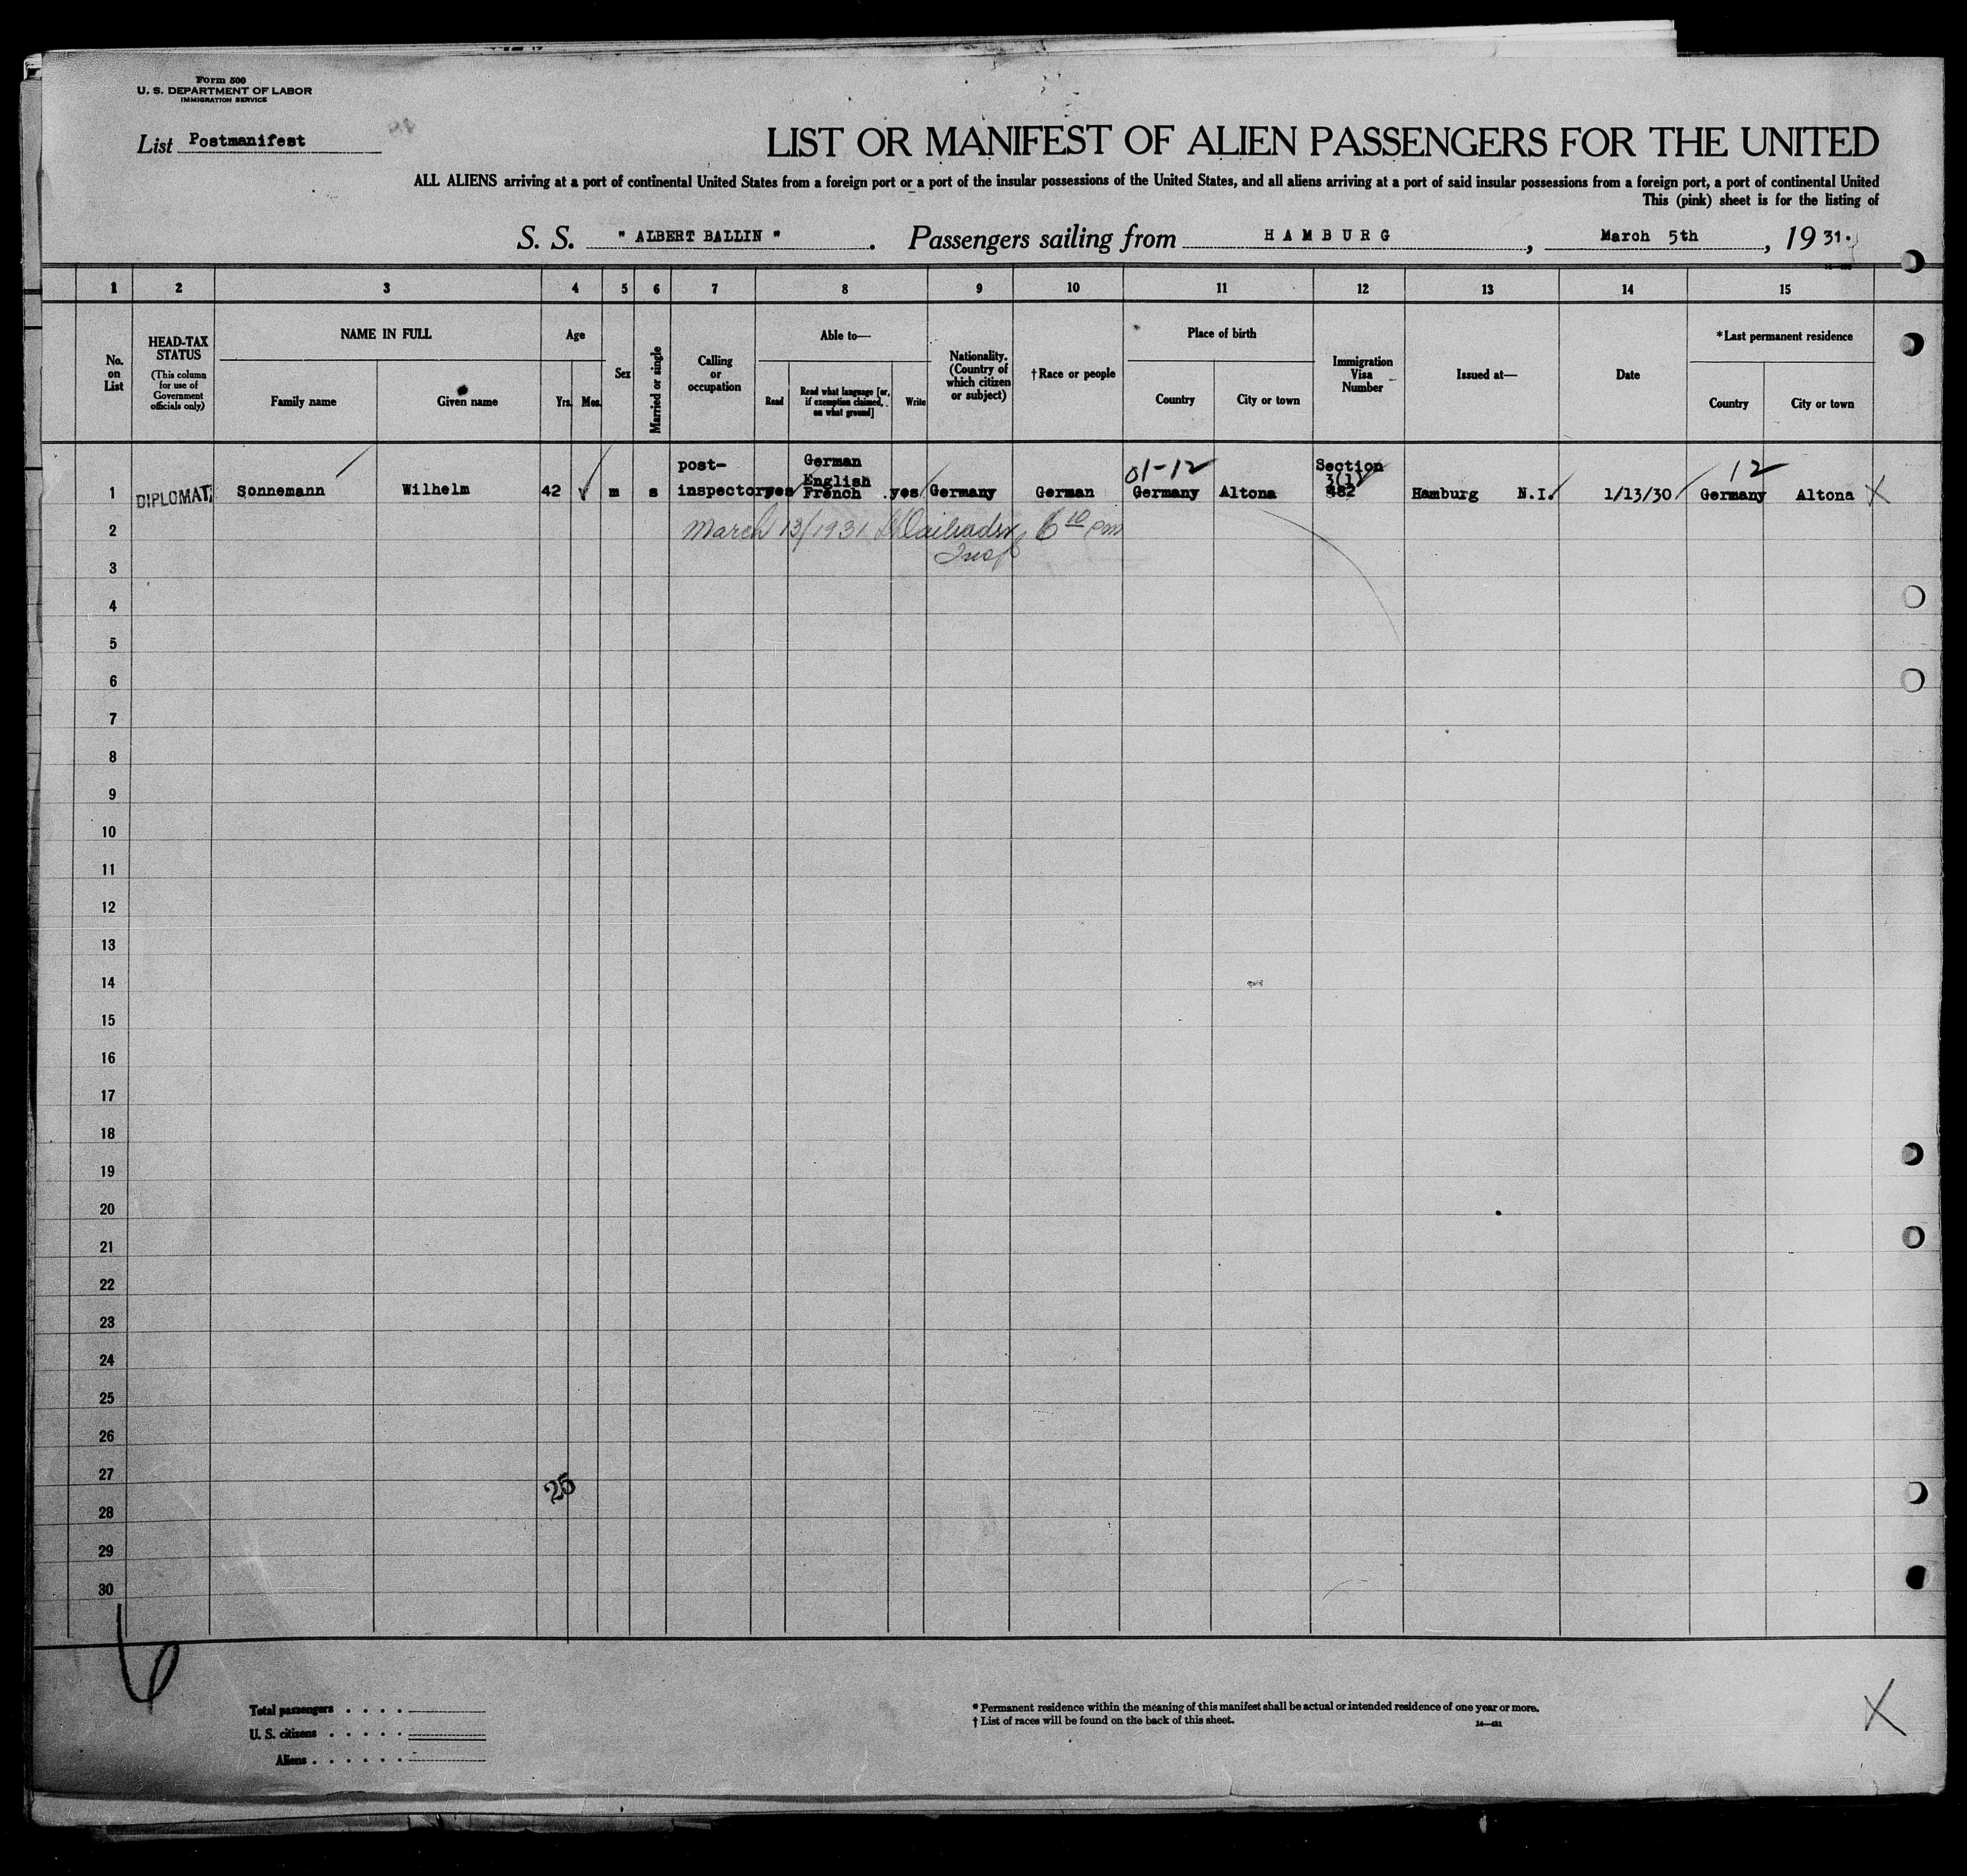 Form 500
U. S. DEPARTMENT OF LABOR
IMMIGRATION SERVICE
List Postmanifest
LIST OR MANIFEST OF ALIEN PASSENGERS FOR THE UNITED
ALL ALIENS arriving at a port of continental United States from a foreign port or a port of the insular possessions of the United States, and all aliens arriving at a port of said insular possessions from a foreign port, a port of continental United
This (pink) sheet is for the listing of
S. S. " ALBERT BALLIN " . Passengers sailing from HAMBURG , March 5th , 19 31.
1 2 3 4 5 6 7 8 9 10 11 12 13 14 15
No. on List
HEAD-TAX STATUS
(This column for use of Government officials only)
NAME IN FULL
Family name
Given name
Age
Yrs. Mos.
Sex
Married or single
Calling or occupation
Able to—
Read
Read what language [or, if exemption claimed, on what ground]
Write
Nationality. (Country of which citizen or subject)
†Race or people
Place of birth
Country
City or town
Immigration Visa Number
Issued at—
Date
*Last permanent residence
Country
City or town
post- German 01-12 Section 12
English 3(1)
1 DIPLOMAT Sonnemann Wilhelm 42 m s inspector yes French yes Germany German Germany Altona 482 Hamburg N.I. 1/13/30 Germany Altona X
2 March 13/1931 6 10 pm
Insp
3
4
5
6
7
8
9
10
11
12
13
14
15
16
17
18
19
20
21
22
23
24
25
26
27
25
28
29
30
6
Total passengers . . . .
U. S. citizens . . . . .
Aliens . . . . . .
* Permanent residence within the meaning of this manifest shall be actual or intended residence of one year or more.
† List of races will be found on the back of this sheet.
X